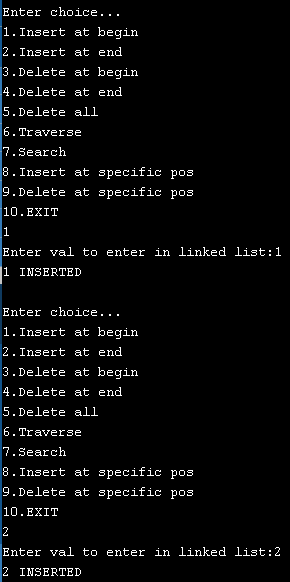 Enter choice...
1.Insert at begin
2.Insert at end
3.Delete at begin
4.Delete at end
5.Delete all
6.Traverse
7.Search
8.Insert at specific pos
9.Delete at specific pos
10.EXIT
1
Enter val to enter in linked list:1
1 INSERTED
Enter choice...
1.Insert at begin
2.Insert at end
3.Delete at begin
4.Delete at end
5.Delete all
6.Traverse
7.Search
8.Insert at specific pos
9.Delete at specific pos
10.EXIT
2
Enter val to enter in linked list:2
2 INSERTED